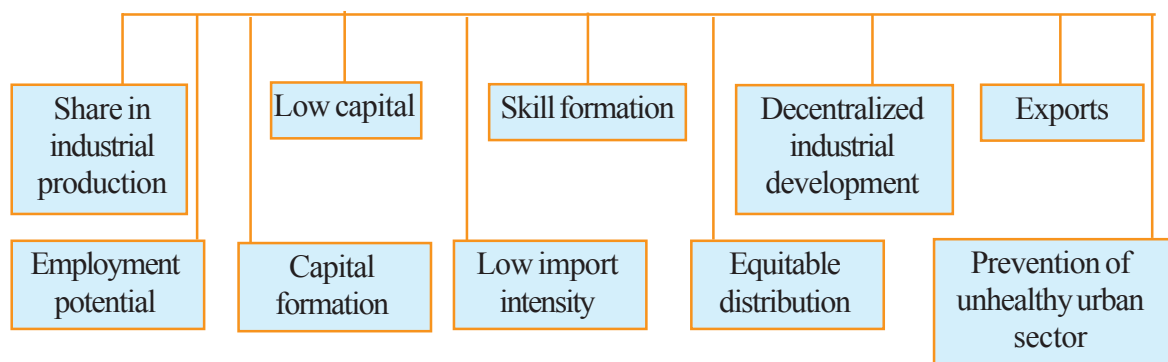 Share in
industrial
production
Low capital
Skill formation
Decentralized
industrial
development
Exports
Employment
potential
Capital
formation
Low import
intensity
Equitable
distribution
Prevention of
unhealthy urban
sector